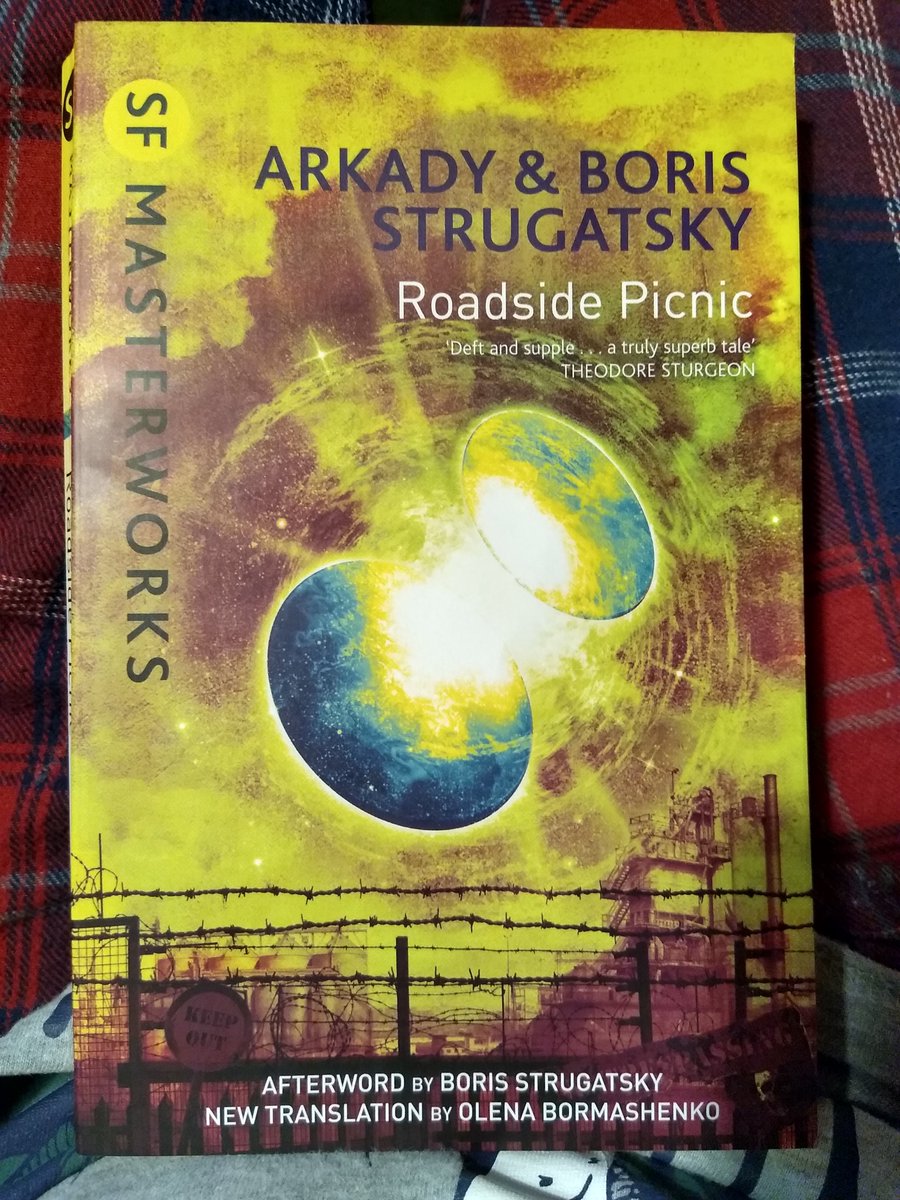 SF MASTERWORKS
ARKADY & BORIS
STRUGATSKY
Roadside Picnic
'Deft and supple . . . a truly superb tale'
THEODORE STURGEON
KEEP
OUT
AFTERWORD BY BORIS STRUGATSKY
NEW TRANSLATION BY OLENA BORMASHENKO